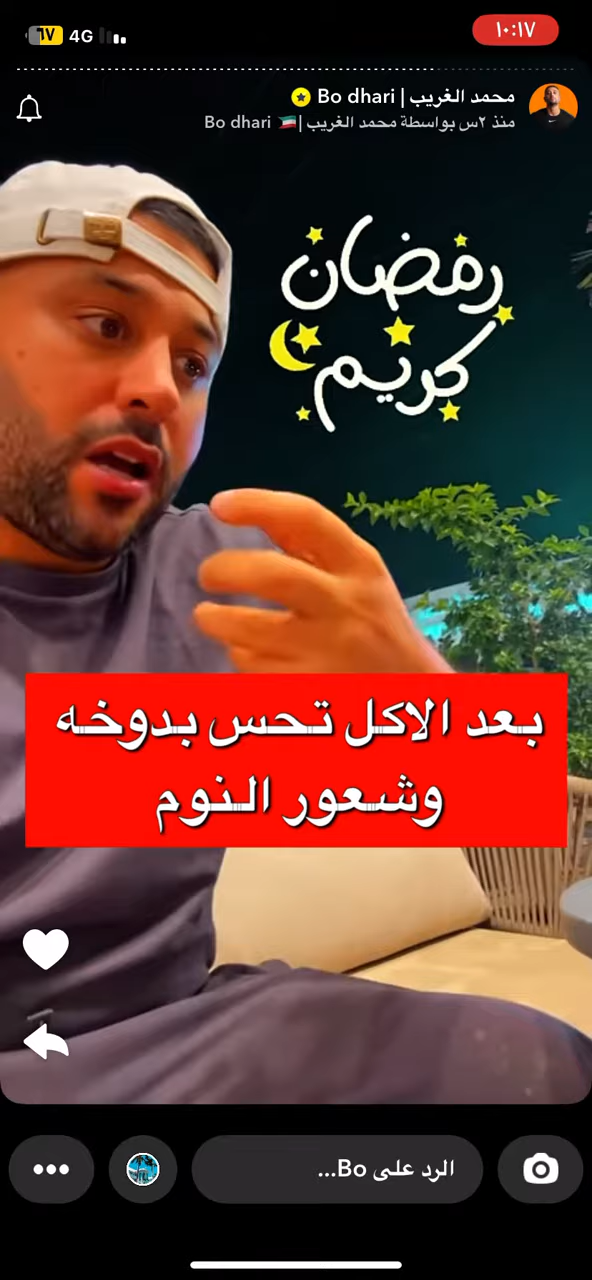 ١٠:١٧
4G
٦٧
محمد الغريب | Bo dhari
منذ ٢س بواسطة محمد الغريب | Bo dhari
رمضان
كريم
بعد الاكل تحس بدوخه
وشعور النوم
الرد على Bo...